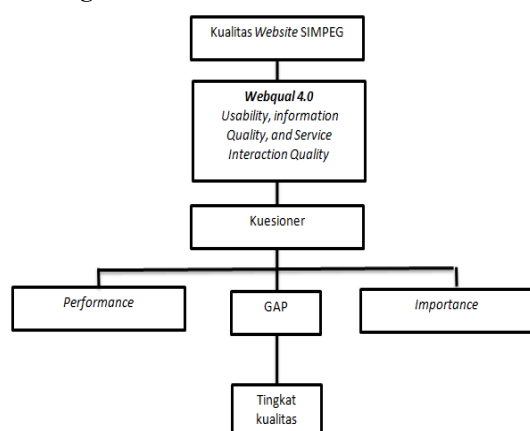 Kualitas Website SIMPEG
Webqual 4.0
Usability, information
Quality, and Service
Interaction Quality
Kuesioner
Performance
GAP
Importance
Tingkat
kualitas